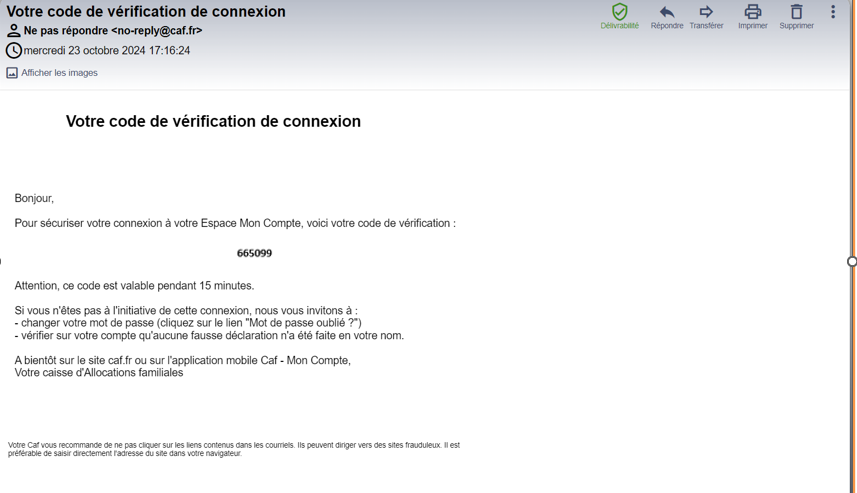 Votre code de vérification de connexion
Ne pas répondre <no-reply@caf.fr>
mercredi 23 octobre 2024 17:16:24
Afficher les images
Délivrabilité
Répondre
Transférer
Imprimer
Supprimer
Votre code de vérification de connexion
Bonjour,
Pour sécuriser votre connexion à votre Espace Mon Compte, voici votre code de vérification :
665099
Attention, ce code est valable pendant 15 minutes.
Si vous n'êtes pas à l'initiative de cette connexion, nous vous invitons à :
- changer votre mot de passe (cliquez sur le lien "Mot de passe oublié ?")
- vérifier sur votre compte qu'aucune fausse déclaration n'a été faite en votre nom.
A bientôt sur le site caf.fr ou sur l'application mobile Caf - Mon Compte,
Votre caisse d'Allocations familiales
Votre Caf vous recommande de ne pas cliquer sur les liens contenus dans les courriels. Ils peuvent diriger vers des sites frauduleux. Il est
préférable de saisir directement l'adresse du site dans votre navigateur.